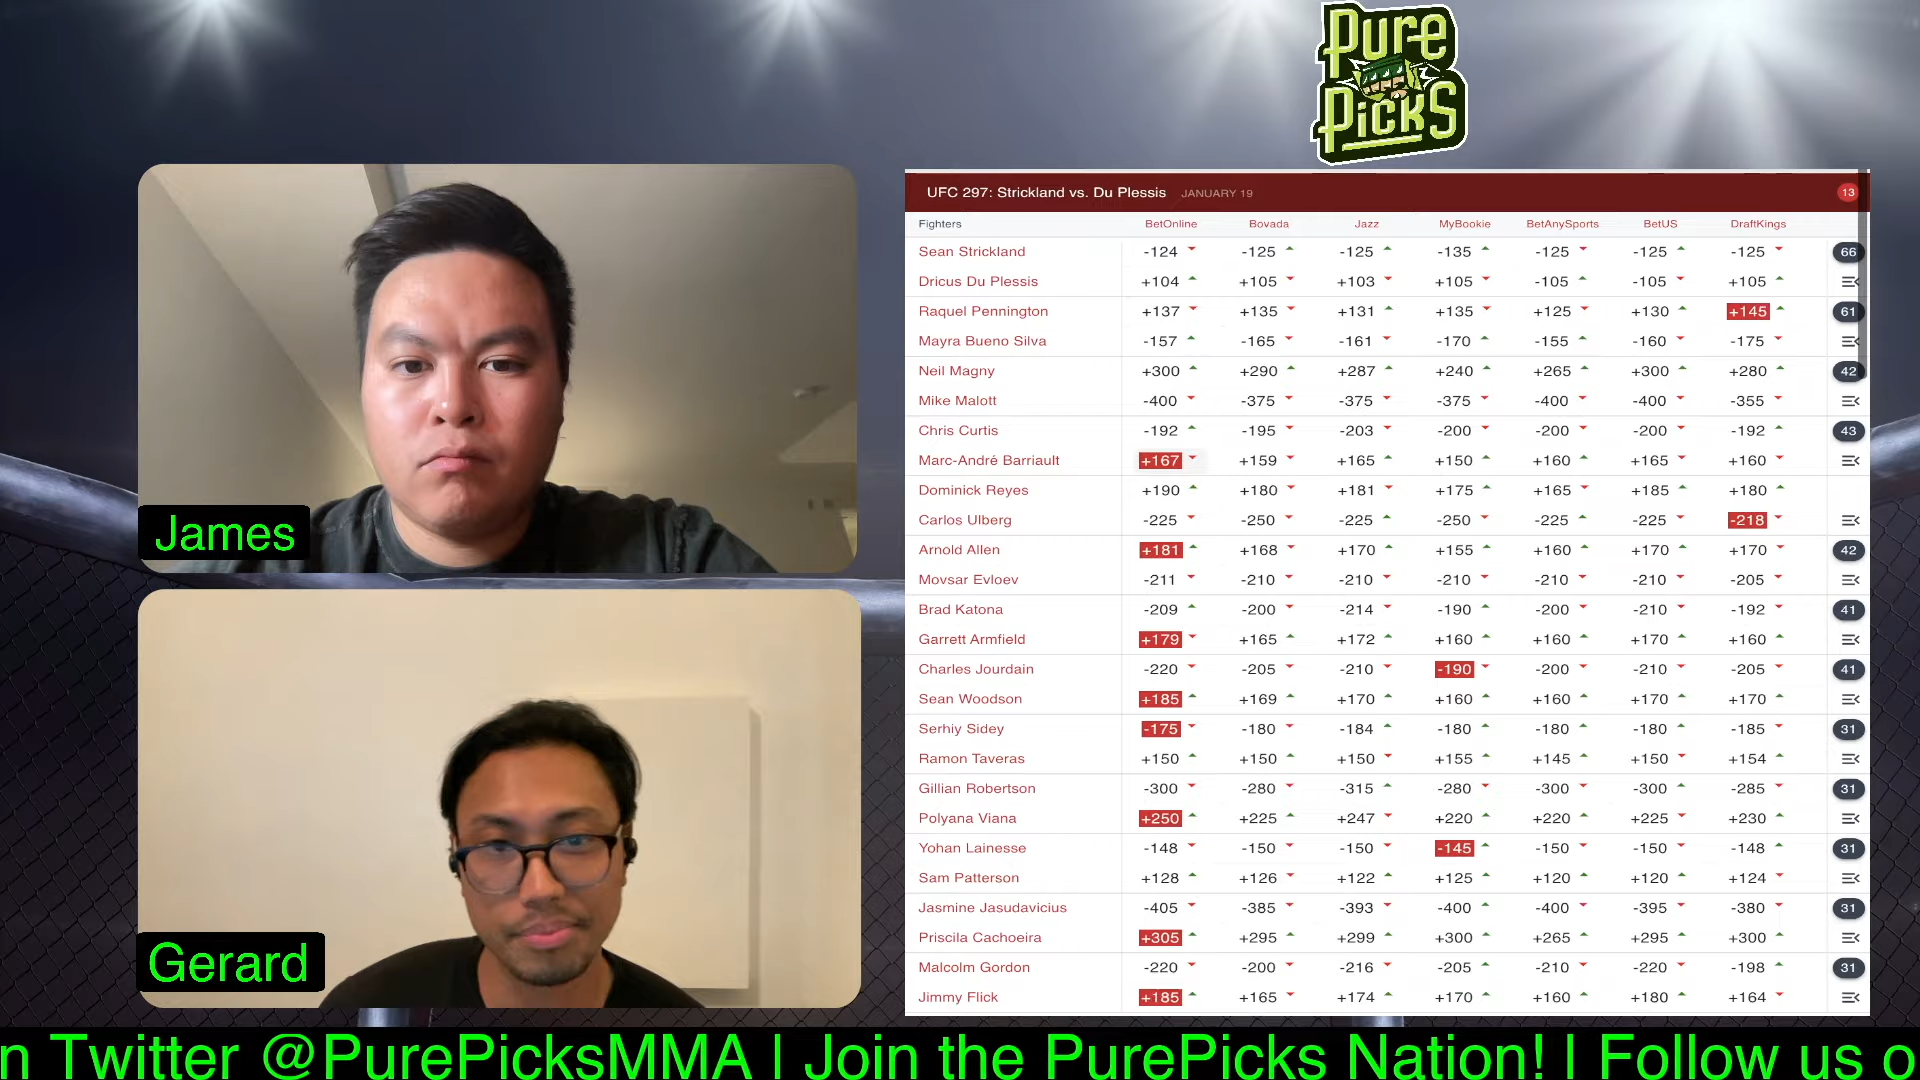 Pure
Picks
James
Gerard
UFC 297: Strickland vs. Du Plessis JANUARY 19 13
Fighters BetOnline Bovada Jazz MyBookie BetAnySports BetUS DraftKings
Sean Strickland -124 -125 -125 -135 -125 -125 -125 66
Dricus Du Plessis +104 +105 +103 +105 -105 -105 +105
Raquel Pennington +137 +135 +131 +135 +125 +130 +145 61
Mayra Bueno Silva -157 -165 -161 -170 -155 -160 -175
Neil Magny +300 +290 +287 +240 +265 +300 +280 42
Mike Malott -400 -375 -375 -375 -400 -400 -355
Chris Curtis -192 -195 -203 -200 -200 -200 -192 43
Marc-André Barriault +167 +159 +165 +150 +160 +165 +160
Dominick Reyes +190 +180 +181 +175 +165 +185 +180
Carlos Ulberg -225 -250 -225 -250 -225 -225 -218
Arnold Allen +181 +168 +170 +155 +160 +170 +170 42
Movsar Evloev -211 -210 -210 -210 -210 -210 -205
Brad Katona -209 -200 -214 -190 -200 -210 -192 41
Garrett Armfield +179 +165 +172 +160 +160 +170 +160
Charles Jourdain -220 -205 -210 -190 -200 -210 -205 41
Sean Woodson +185 +169 +170 +160 +160 +170 +170
Serhiy Sidey -175 -180 -184 -180 -180 -180 -185 31
Ramon Taveras +150 +150 +150 +155 +145 +150 +154
Gillian Robertson -300 -280 -315 -280 -300 -300 -285 31
Polyana Viana +250 +225 +247 +220 +220 +225 +230
Yohan Lainesse -148 -150 -150 -145 -150 -150 -148 31
Sam Patterson +128 +126 +122 +125 +120 +120 +124
Jasmine Jasudavicius -405 -385 -393 -400 -400 -395 -380 31
Priscila Cachoeira +305 +295 +299 +300 +265 +295 +300
Malcolm Gordon -220 -200 -216 -205 -210 -220 -198 31
Jimmy Flick +185 +165 +174 +170 +160 +180 +164
n Twitter @PurePicksMMA | Join the PurePicks Nation! | Follow us o